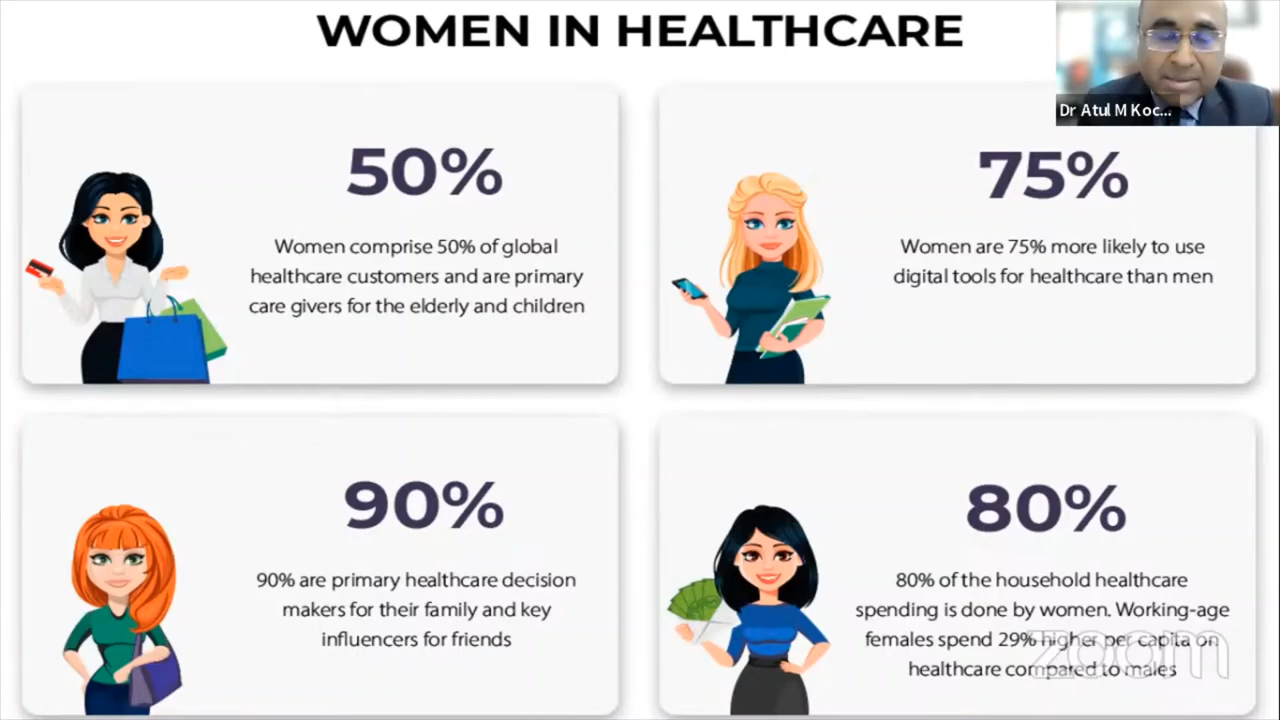 WOMEN IN HEALTHCARE
Dr Atul M Koc...
50%
Women comprise 50% of global
healthcare customers and are primary
care givers for the elderly and children
75%
Women are 75% more likely to use
digital tools for healthcare than men
90%
90% are primary healthcare decision
makers for their family and key
influencers for friends
80%
80% of the household healthcare
spending is done by women. Working-age
females spend 29% higher per capita on
healthcare compared to males
zoom